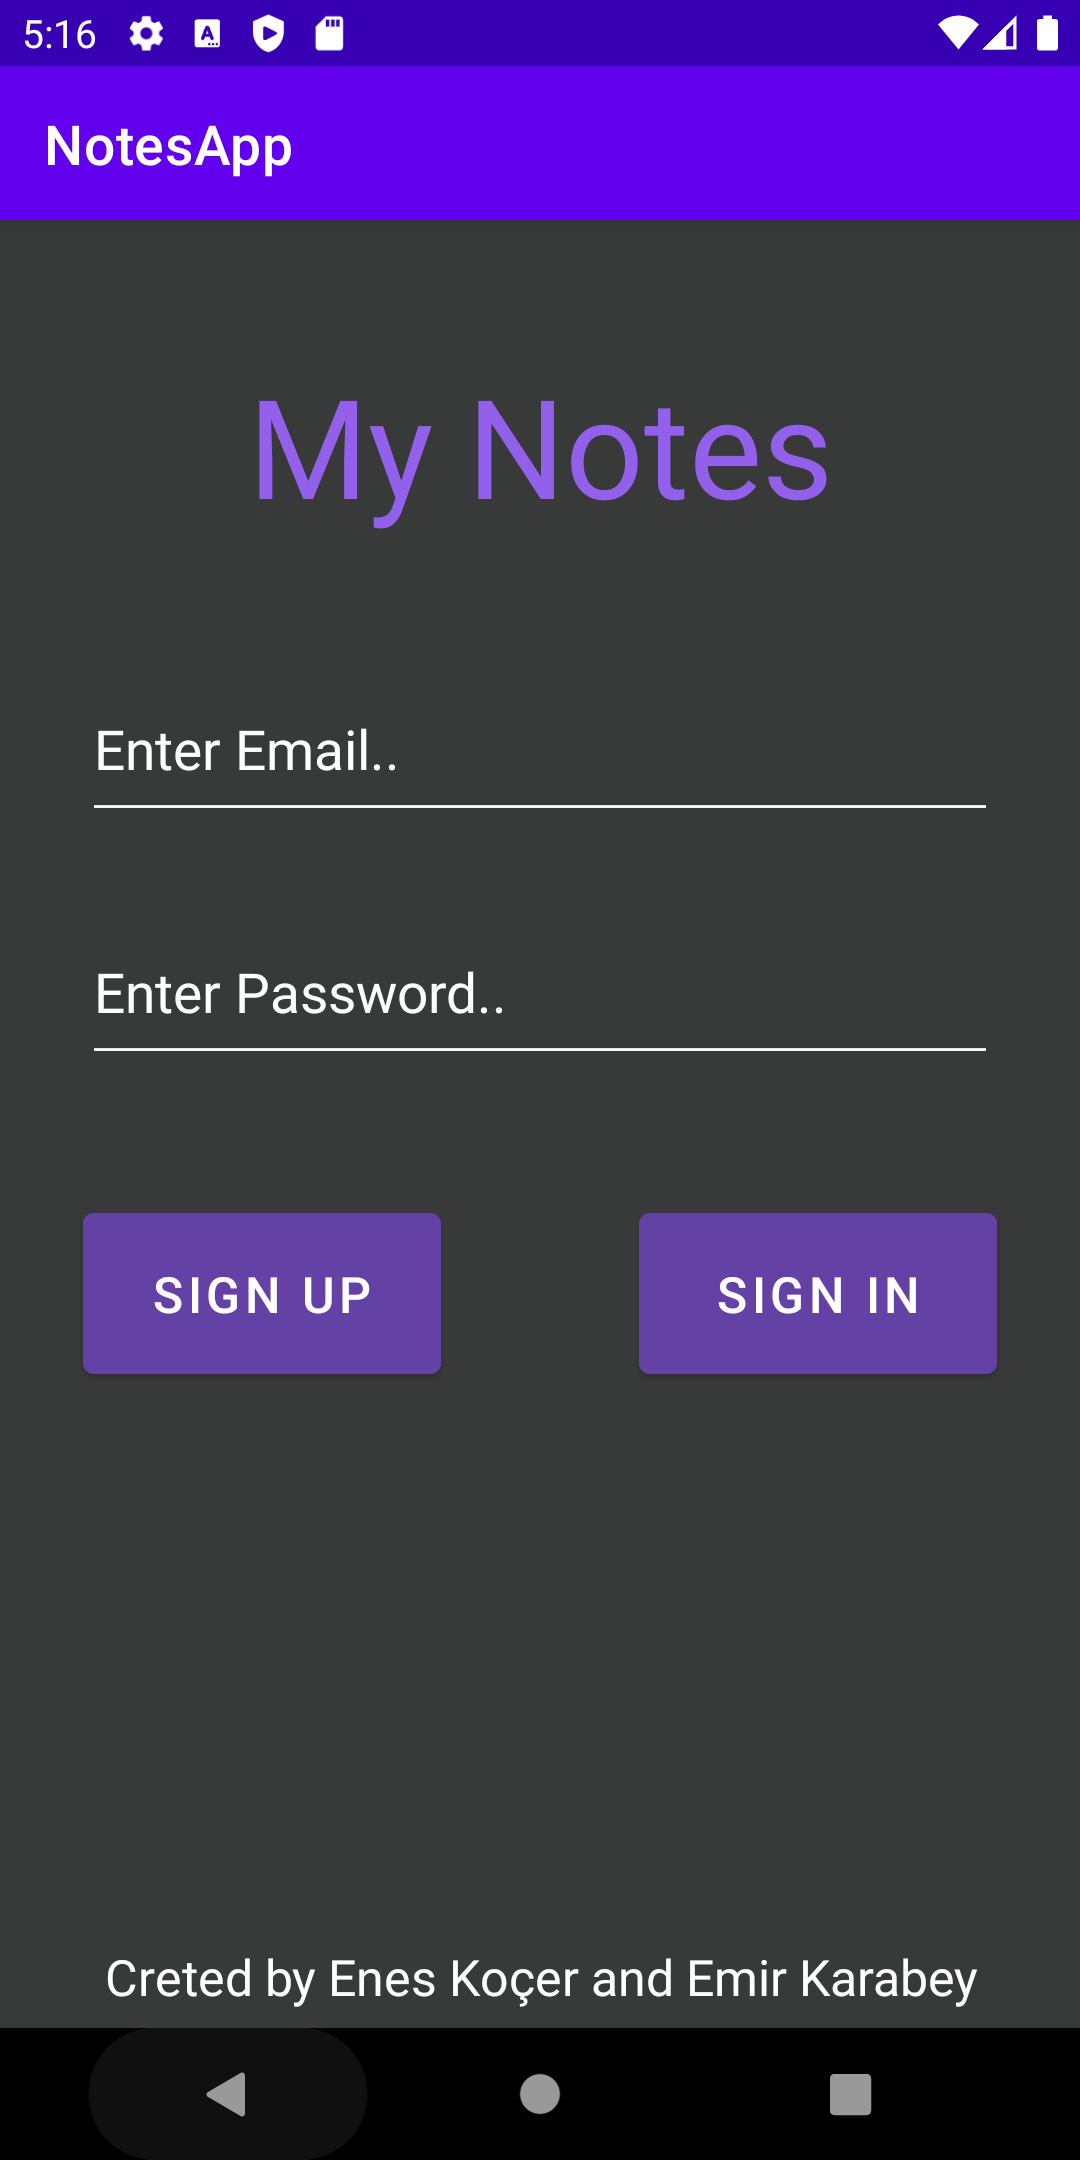 5:16
NotesApp
My Notes
Enter Email..
Enter Password..
SIGN UP
SIGN IN
Creted by Enes Koçer and Emir Karabey